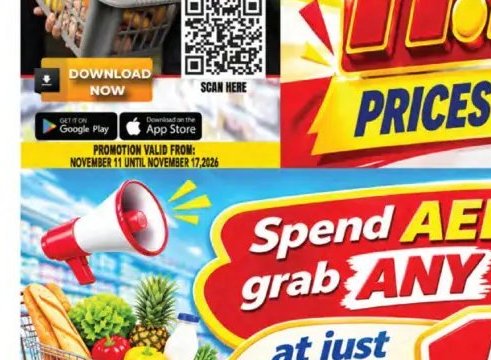 DOWNLOAD
NOW
SCAN HERE
GET IT ON
Google Play
Download on the
App Store
PROMOTION VALID FROM:
NOVEMBER 11 UNTIL NOVEMBER 17,2026
11.
PRICES
Spend AE
grab ANY
at just